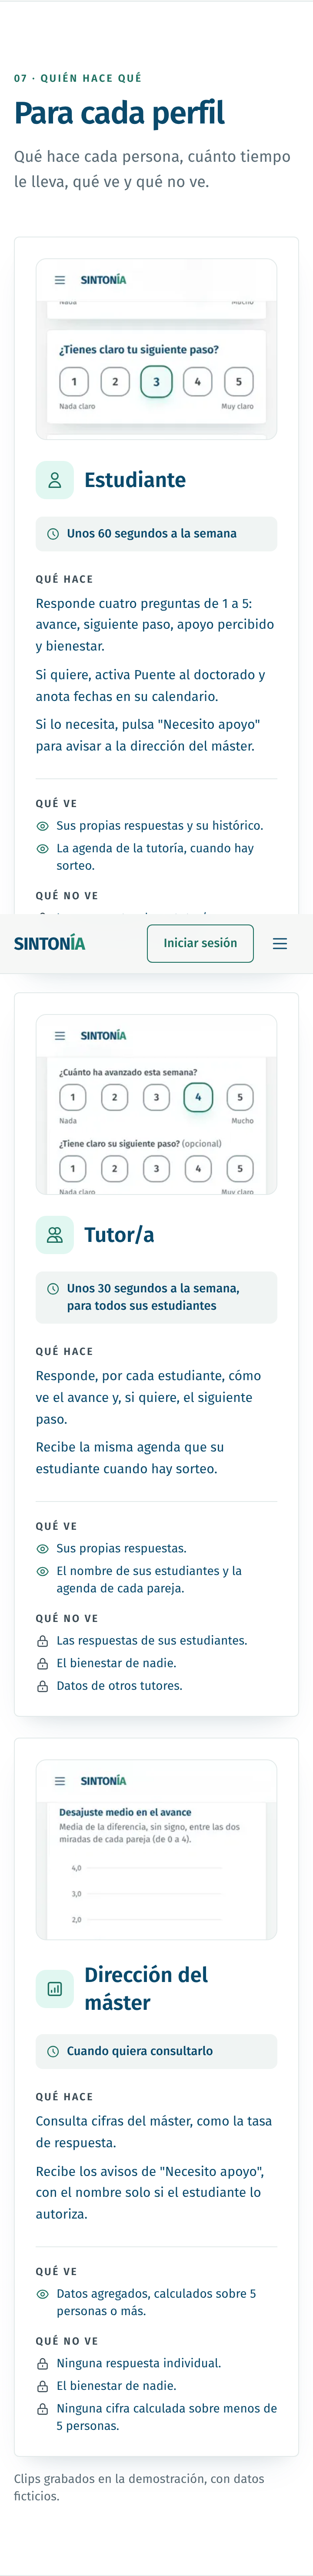 07 · QUIÉN HACE QUÉ
Para cada perfil
Qué hace cada persona, cuánto tiempo
le lleva, qué ve y qué no ve.
SINTONÍA
Nada
Mucho
¿Tienes claro tu siguiente paso?
1 2 3 4 5
Nada claro
Muy claro
Estudiante
Unos 60 segundos a la semana
QUÉ HACE
Responde cuatro preguntas de 1 a 5:
avance, siguiente paso, apoyo percibido
y bienestar.
Si quiere, activa Puente al doctorado y
anota fechas en su calendario.
Si lo necesita, pulsa "Necesito apoyo"
para avisar a la dirección del máster.
QUÉ VE
Sus propias respuestas y su histórico.
La agenda de la tutoría, cuando hay
sorteo.
QUÉ NO VE
SINTONÍA
Iniciar sesión
SINTONÍA
¿Cuánto ha avanzado esta semana?
1 2 3 4 5
Nada
Mucho
¿Tiene claro su siguiente paso? (opcional)
1 2 3 4 5
Nada claro
Muy claro
Tutor/a
Unos 30 segundos a la semana,
para todos sus estudiantes
QUÉ HACE
Responde, por cada estudiante, cómo
ve el avance y, si quiere, el siguiente
paso.
Recibe la misma agenda que su
estudiante cuando hay sorteo.
QUÉ VE
Sus propias respuestas.
El nombre de sus estudiantes y la
agenda de cada pareja.
QUÉ NO VE
Las respuestas de sus estudiantes.
El bienestar de nadie.
Datos de otros tutores.
SINTONÍA
Desajuste medio en el avance
Media de la diferencia, sin signo, entre las dos
miradas de cada pareja (de 0 a 4).
4,0
3,0
2,0
Dirección del
máster
Cuando quiera consultarlo
QUÉ HACE
Consulta cifras del máster, como la tasa
de respuesta.
Recibe los avisos de "Necesito apoyo",
con el nombre solo si el estudiante lo
autoriza.
QUÉ VE
Datos agregados, calculados sobre 5
personas o más.
QUÉ NO VE
Ninguna respuesta individual.
El bienestar de nadie.
Ninguna cifra calculada sobre menos de
5 personas.
Clips grabados en la demostración, con datos
ficticios.